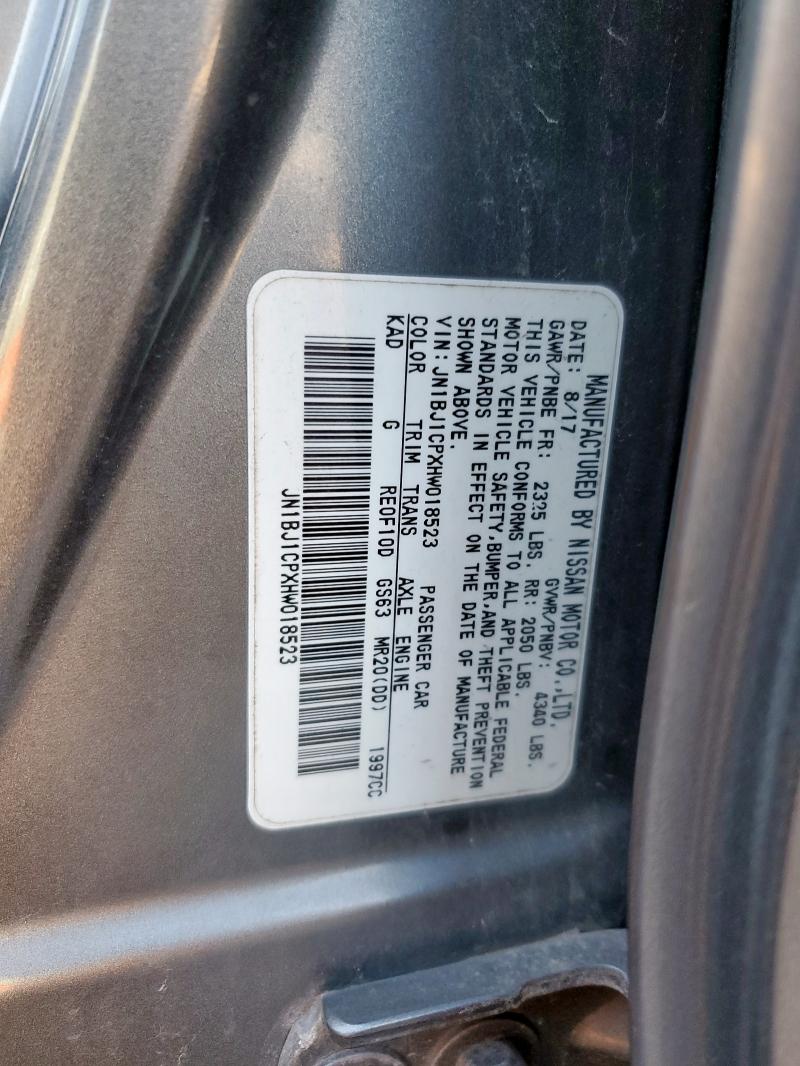 MANUFACTURED BY NISSAN MOTOR CO.,LTD.
DATE: 8/17 GVWR/PNBV: 4340 LBS.
GAWR/PNBE FR: 2325 LBS. RR: 2050 LBS.
THIS VEHICLE CONFORMS TO ALL APPLICABLE FEDERAL
MOTOR VEHICLE SAFETY,BUMPER,AND THEFT PREVENTION
STANDARDS IN EFFECT ON THE DATE OF MANUFACTURE
SHOWN ABOVE.
VIN: JN1BJ1CPXHW018523 PASSENGER CAR
COLOR TRIM TRANS AXLE ENGINE
KAD G RE0F10D GS63 MR20(DD) 1997CC
JN1BJ1CPXHW018523